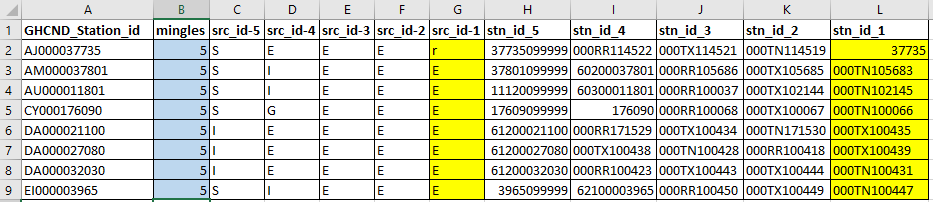 A B C D E F G H I J K L
1 GHCND_Station_id mingles src_id-5 src_id-4 src_id-3 src_id-2 src_id-1 stn_id_5 stn_id_4 stn_id_3 stn_id_2 stn_id_1
2 AJ000037735 5 S E E E r 37735099999 000RR114522 000TX114521 000TN114519 37735
3 AM000037801 5 S I E E E 37801099999 60200037801 000RR105686 000TX105685 000TN105683
4 AU000011801 5 S I E E E 11120099999 60300011801 000RR100037 000TX102144 000TN102145
5 CY000176090 5 S G E E E 17609099999 176090 000RR100068 000TX100067 000TN100066
6 DA000021100 5 I E E E E 61200021100 000RR171529 000TX100434 000TN171530 000TX100435
7 DA000027080 5 I E E E E 61200027080 000TX100438 000TN100428 000RR100418 000TX100439
8 DA000032030 5 I E E E E 61200032030 000RR100423 000TX100443 000TX100444 000TN100431
9 EI000003965 5 S I E E E 3965099999 62100003965 000RR100450 000TX100449 000TN100447